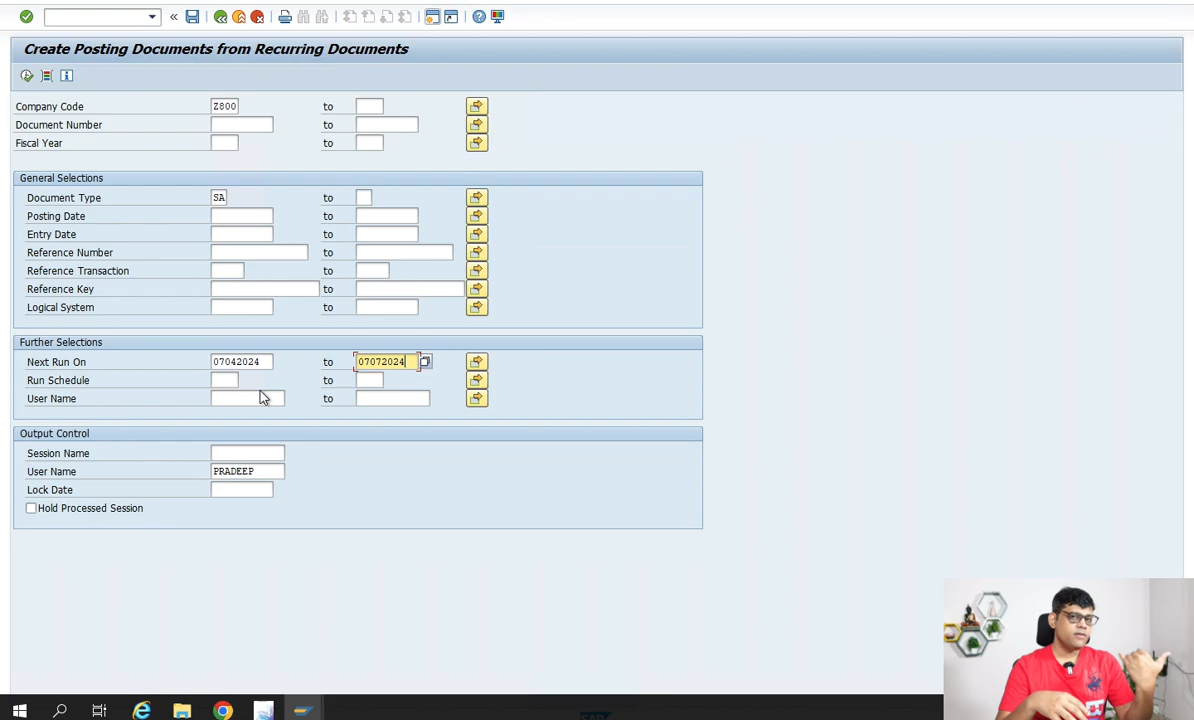 Create Posting Documents from Recurring Documents
Company Code Z800 to
Document Number to
Fiscal Year to
General Selections
Document Type SA to
Posting Date to
Entry Date to
Reference Number to
Reference Transaction to
Reference Key to
Logical System to
Further Selections
Next Run On 07042024 to 07072024
Run Schedule to
User Name to
Output Control
Session Name
User Name PRADEEP
Lock Date
Hold Processed Session